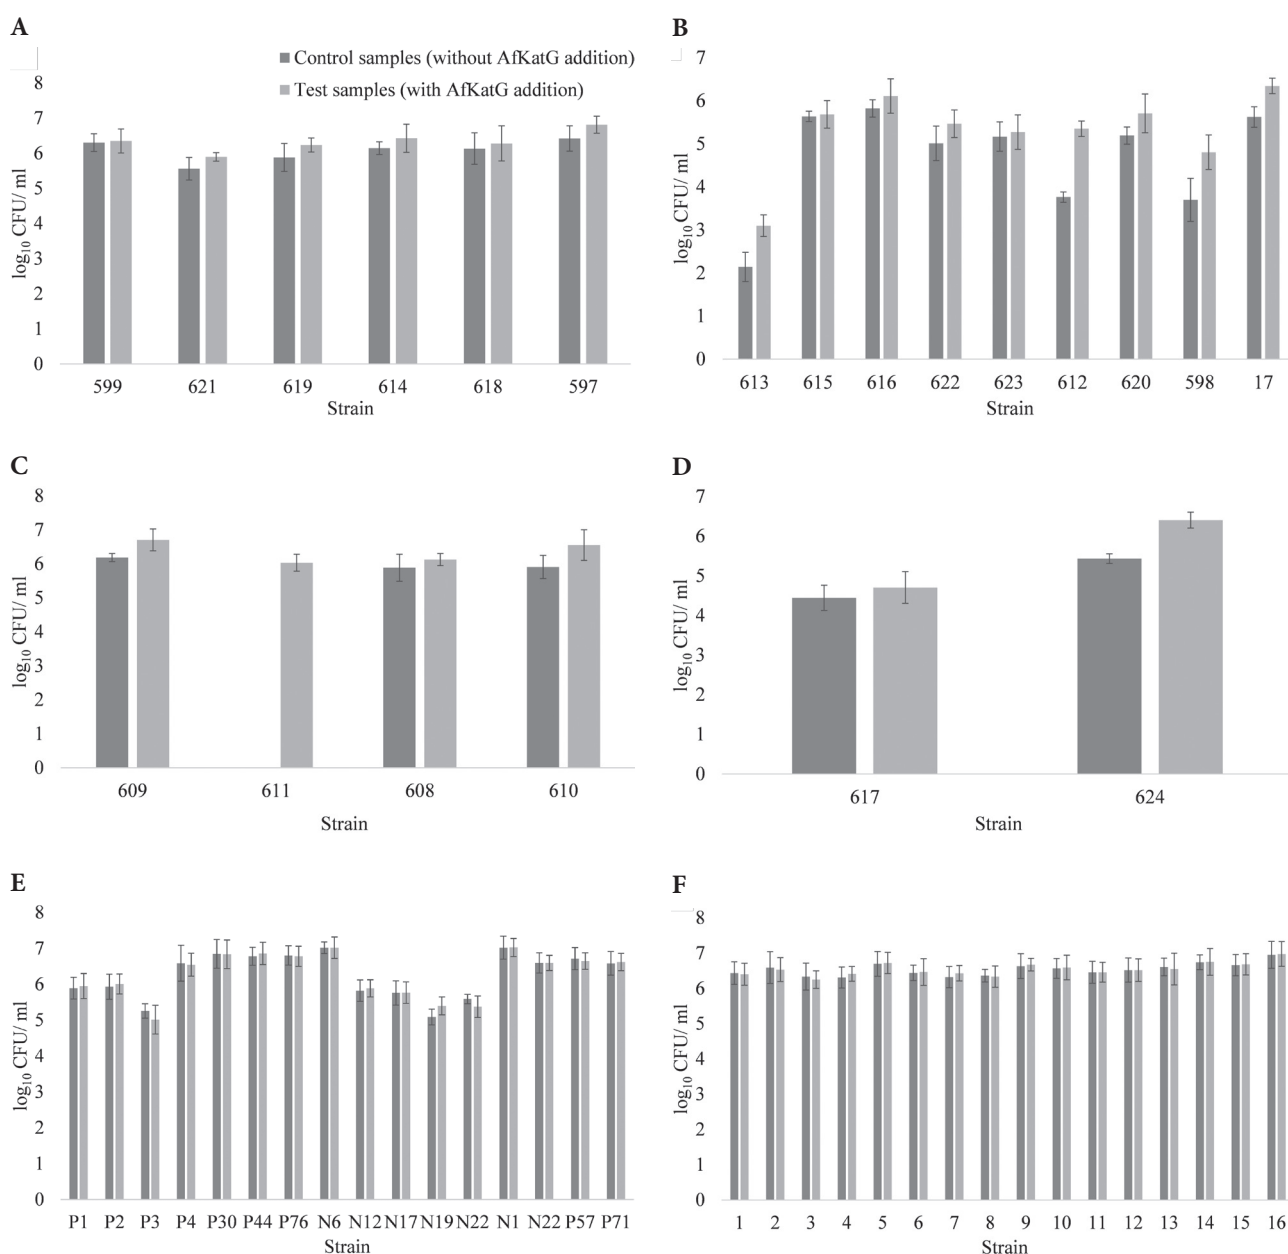 A
Control samples (without AfKatG addition)
Test samples (with AfKatG addition)
8
7
6
5
4
3
2
1
0
log10 CFU/ ml
599 621 619 614 618 597
Strain
B
7
6
5
4
3
2
1
0
log10 CFU/ ml
613 615 616 622 623 612 620 598 17
Strain
C
8
7
6
5
4
3
2
1
0
log10 CFU/ ml
609 611 608 610
Strain
D
7
6
5
4
3
2
1
0
log10 CFU/ ml
617 624
Strain
E
8
7
6
5
4
3
2
1
0
log10 CFU/ ml
P1 P2 P3 P4 P30 P44 P76 N6 N12 N17 N19 N22 N1 N22 P57 P71
Strain
F
8
7
6
5
4
3
2
1
0
log10 CFU/ ml
1 2 3 4 5 6 7 8 9 10 11 12 13 14 15 16
Strain